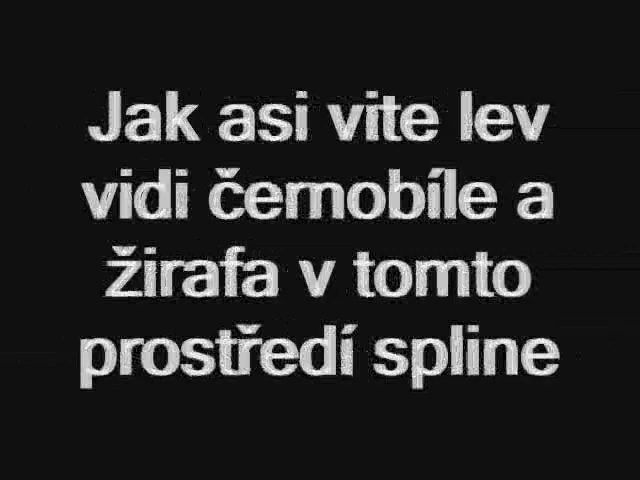 Jak asi vite lev
vidi černobíle a
žirafa v tomto
prostředí spline